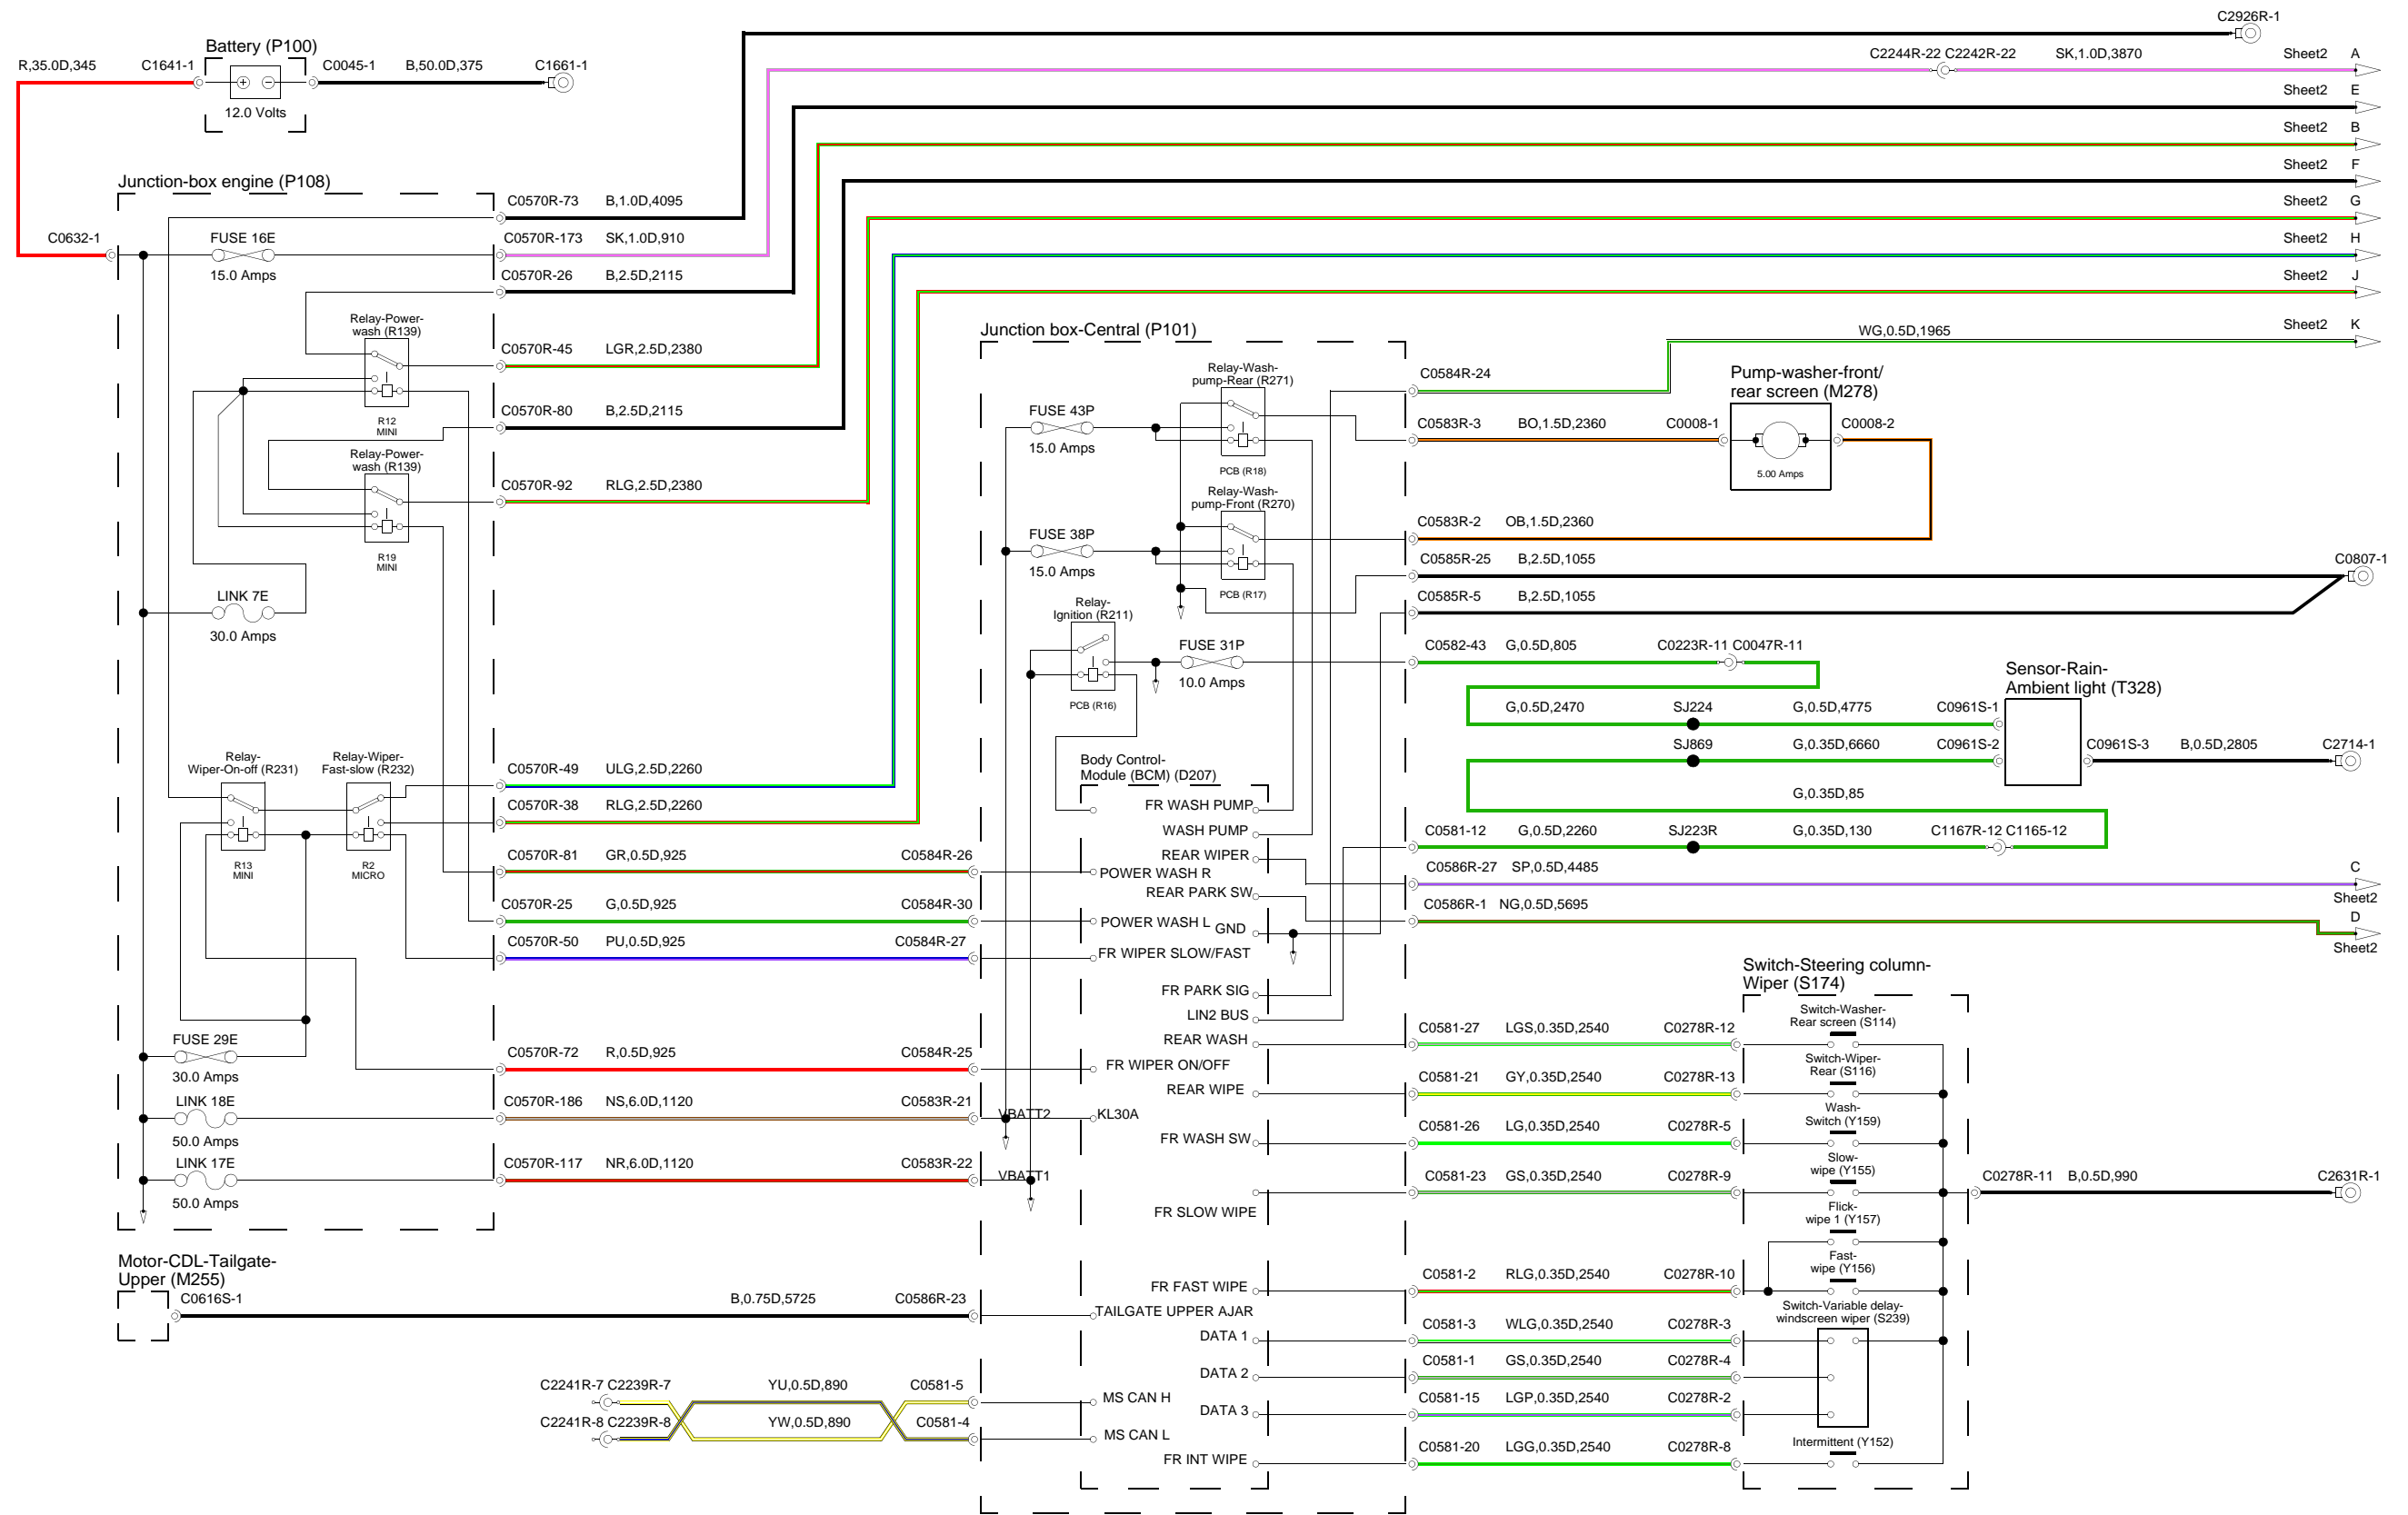 C2926R-1
Battery (P100)
R,35.0D,345
C1641-1
C0045-1
B,50.0D,375
C1661-1
12.0 Volts
C2244R-22 C2242R-22
SK,1.0D,3870
Sheet2 A
Sheet2 E
Sheet2 B
Sheet2 F
Sheet2 G
Sheet2 H
Sheet2 J
Sheet2 K
Junction-box engine (P108)
C0632-1
FUSE 16E
15.0 Amps
C0570R-73 B,1.0D,4095
C0570R-173 SK,1.0D,910
C0570R-26 B,2.5D,2115
Relay-Power-
wash (R139)
R12
MINI
C0570R-45 LGR,2.5D,2380
C0570R-80 B,2.5D,2115
Relay-Power-
wash (R139)
R19
MINI
C0570R-92 RLG,2.5D,2380
LINK 7E
30.0 Amps
Relay-
Wiper-On-off (R231)
R13
MINI
Relay-Wiper-
Fast-slow (R232)
R2
MICRO
C0570R-49 ULG,2.5D,2260
C0570R-38 RLG,2.5D,2260
C0570R-81 GR,0.5D,925 C0584R-26
C0570R-25 G,0.5D,925 C0584R-30
C0570R-50 PU,0.5D,925 C0584R-27
FUSE 29E
30.0 Amps
C0570R-72 R,0.5D,925 C0584R-25
LINK 18E
50.0 Amps
C0570R-186 NS,6.0D,1120 C0583R-21
LINK 17E
50.0 Amps
C0570R-117 NR,6.0D,1120 C0583R-22
Motor-CDL-Tailgate-
Upper (M255)
C0616S-1
B,0.75D,5725
C0586R-23
C2241R-7 C2239R-7
YU,0.5D,890
C0581-5
C2241R-8 C2239R-8
YW,0.5D,890
C0581-4
Junction box-Central (P101)
Relay-Wash-
pump-Rear (R271)
FUSE 43P
15.0 Amps
PCB (R18)
Relay-Wash-
pump-Front (R270)
FUSE 38P
15.0 Amps
PCB (R17)
Relay-
Ignition (R211)
FUSE 31P
10.0 Amps
PCB (R16)
Body Control-
Module (BCM) (D207)
FR WASH PUMP
WASH PUMP
REAR WIPER
POWER WASH R
REAR PARK SW
POWER WASH L
GND
FR WIPER SLOW/FAST
FR PARK SIG
LIN2 BUS
REAR WASH
FR WIPER ON/OFF
REAR WIPE
VBATT2
KL30A
FR WASH SW
VBATT1
FR SLOW WIPE
FR FAST WIPE
TAILGATE UPPER AJAR
DATA 1
DATA 2
MS CAN H
DATA 3
MS CAN L
FR INT WIPE
WG,0.5D,1965
C0584R-24
Pump-washer-front/
rear screen (M278)
C0583R-3 BO,1.5D,2360 C0008-1
C0008-2
5.00 Amps
C0583R-2 OB,1.5D,2360
C0585R-25 B,2.5D,1055
C0807-1
C0585R-5 B,2.5D,1055
C0582-43 G,0.5D,805 C0223R-11 C0047R-11
Sensor-Rain-
Ambient light (T328)
G,0.5D,2470 SJ224 G,0.5D,4775 C0961S-1
SJ869 G,0.35D,6660 C0961S-2
C0961S-3 B,0.5D,2805 C2714-1
G,0.35D,85
C0581-12 G,0.5D,2260 SJ223R G,0.35D,130 C1167R-12 C1165-12
C0586R-27 SP,0.5D,4485
C
Sheet2
C0586R-1 NG,0.5D,5695
D
Sheet2
Switch-Steering column-
Wiper (S174)
Switch-Washer-
Rear screen (S114)
C0581-27 LGS,0.35D,2540 C0278R-12
Switch-Wiper-
Rear (S116)
C0581-21 GY,0.35D,2540 C0278R-13
Wash-
Switch (Y159)
C0581-26 LG,0.35D,2540 C0278R-5
Slow-
wipe (Y155)
C0581-23 GS,0.35D,2540 C0278R-9
C0278R-11 B,0.5D,990 C2631R-1
Flick-
wipe 1 (Y157)
Fast-
wipe (Y156)
C0581-2 RLG,0.35D,2540 C0278R-10
Switch-Variable delay-
windscreen wiper (S239)
C0581-3 WLG,0.35D,2540 C0278R-3
C0581-1 GS,0.35D,2540 C0278R-4
C0581-15 LGP,0.35D,2540 C0278R-2
Intermittent (Y152)
C0581-20 LGG,0.35D,2540 C0278R-8